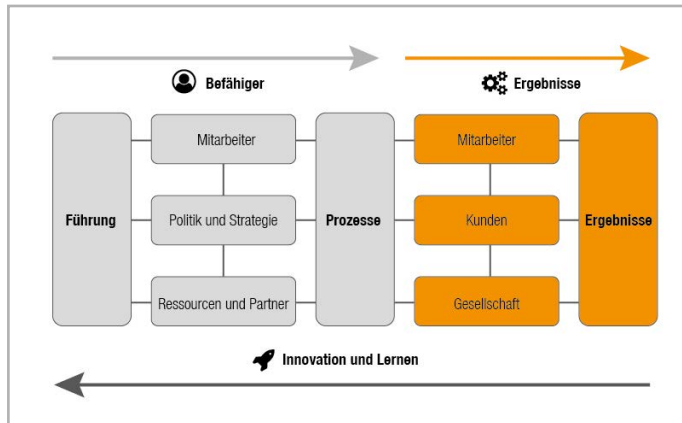 Befähiger
Ergebnisse
Mitarbeiter
Mitarbeiter
Führung
Politik und Strategie
Prozesse
Kunden
Ergebnisse
Ressourcen und Partner
Gesellschaft
Innovation und Lernen